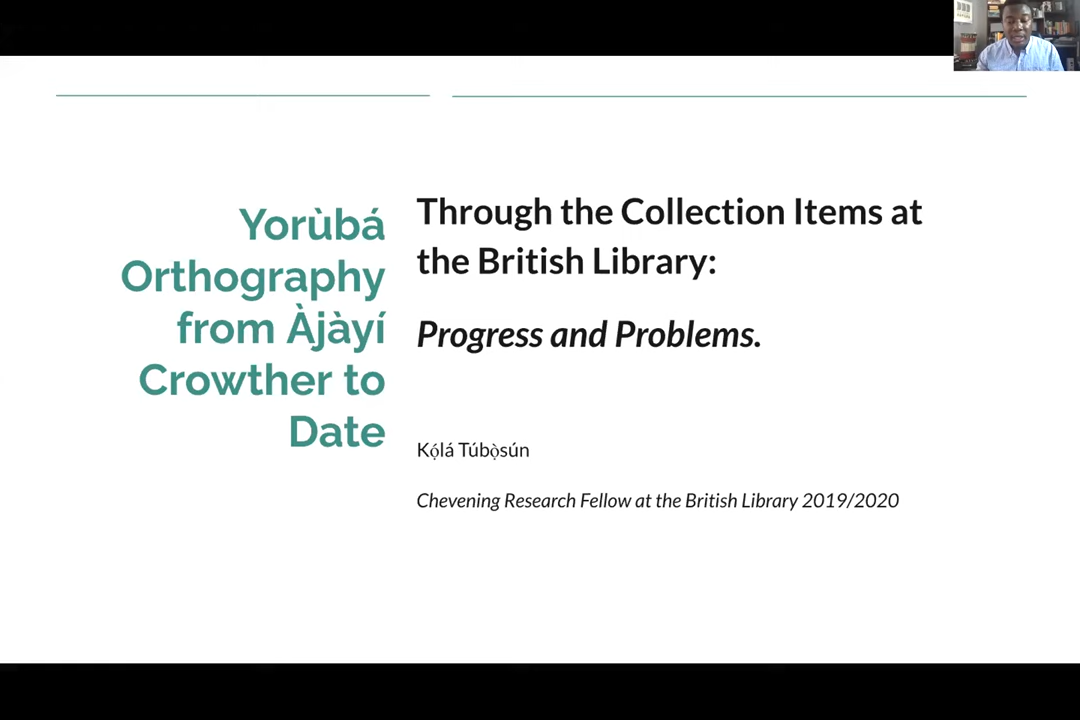 Yorùbá
Orthography
from Àjàyí
Crowther to
Date
Through the Collection Items at
the British Library:
Progress and Problems.
Kọ́lá Túbọ̀sún
Chevening Research Fellow at the British Library 2019/2020